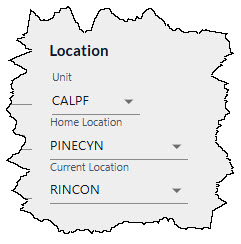 Location
Unit
CALPF
Home Location
PINECYN
Current Location
RINCON